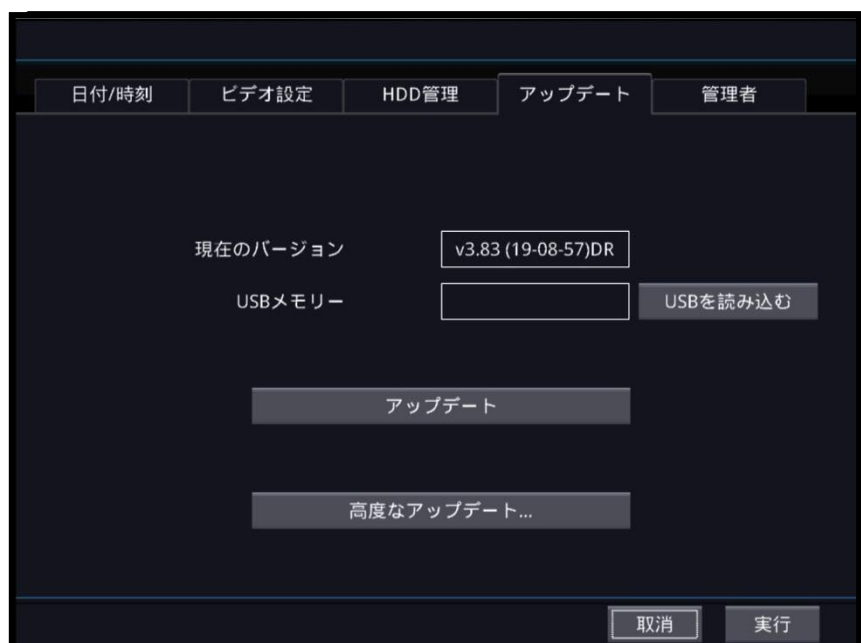 日付/時刻 ビデオ設定 HDD管理 アップデート 管理者
現在のバージョン v3.83 (19-08-57)DR
USBメモリー USBを読み込む
アップデート
高度なアップデート...
取消 実行